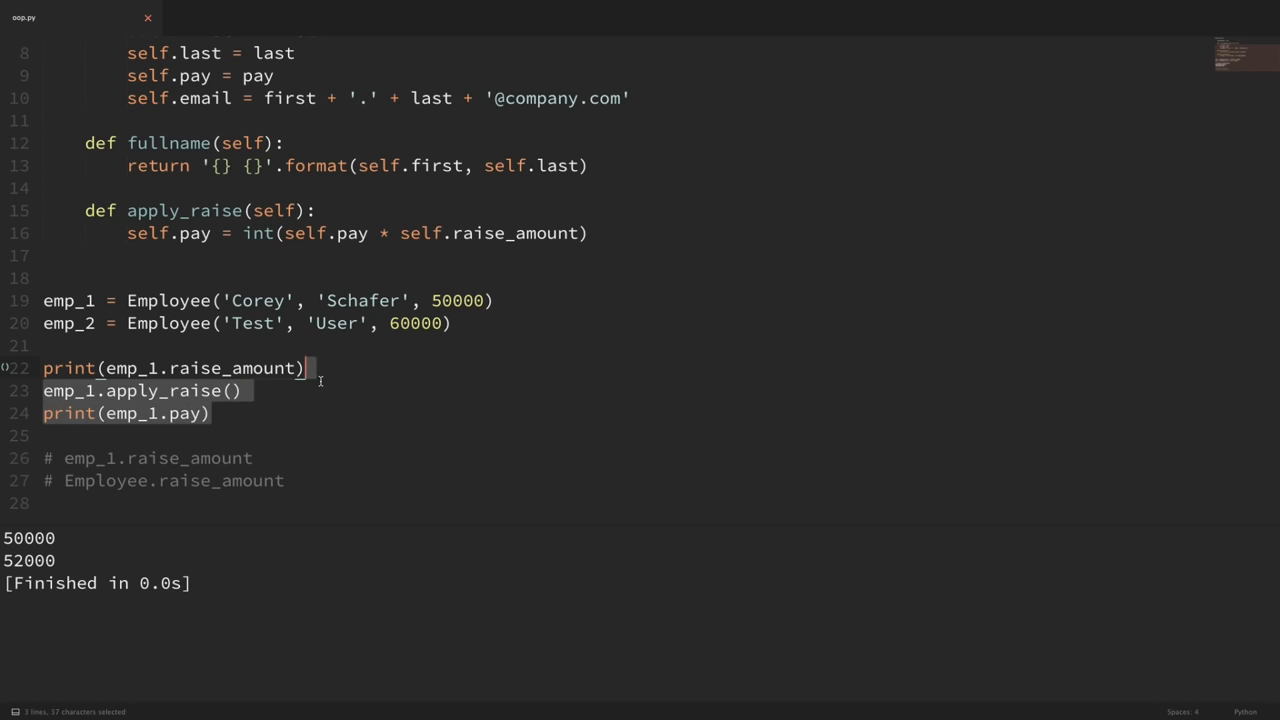 oop.py
8 self.last = last
9 self.pay = pay
10 self.email = first + '.' + last + '@company.com'
11
12 def fullname(self):
13 return '{} {}'.format(self.first, self.last)
14
15 def apply_raise(self):
16 self.pay = int(self.pay * self.raise_amount)
17
18
19 emp_1 = Employee('Corey', 'Schafer', 50000)
20 emp_2 = Employee('Test', 'User', 60000)
21
22 print(emp_1.raise_amount)
23 emp_1.apply_raise()
24 print(emp_1.pay)
25
26 # emp_1.raise_amount
27 # Employee.raise_amount
28
50000
52000
[Finished in 0.0s]
3 lines, 37 characters selected
Spaces: 4
Python